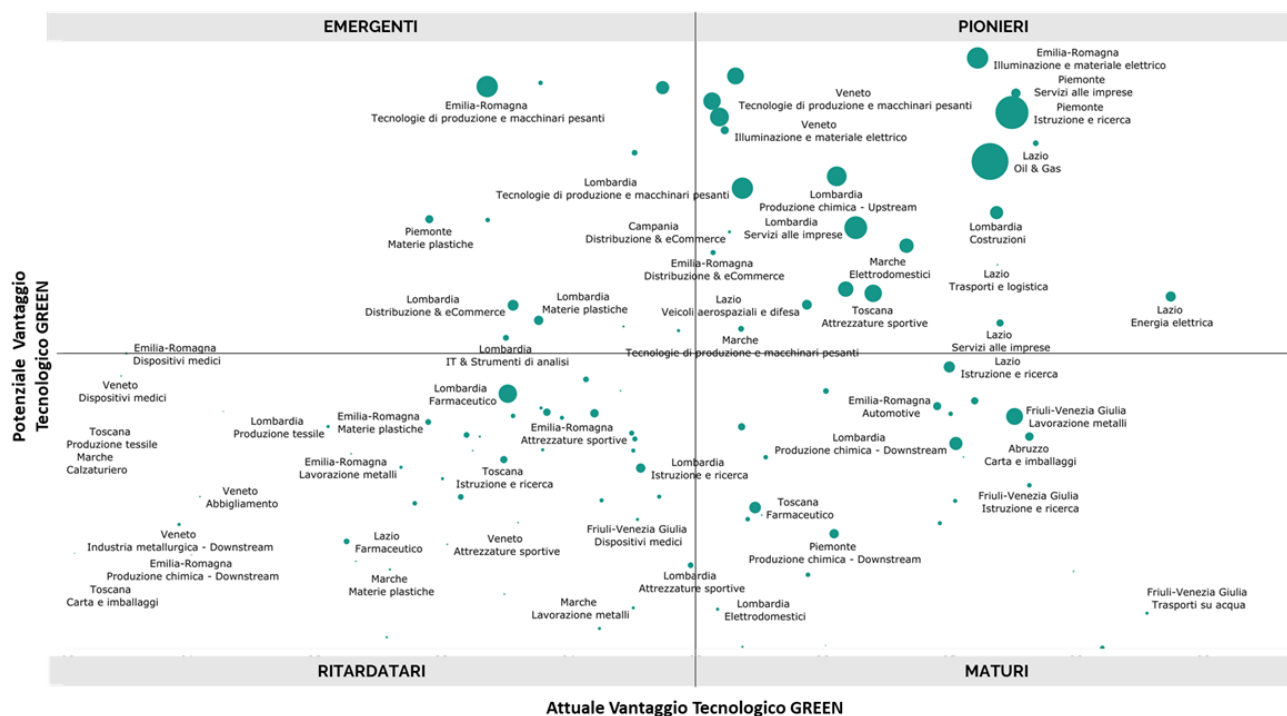 EMERGENTI
PIONIERI
Emilia-Romagna
Illuminazione e materiale elettrico
Piemonte
Servizi alle imprese
Piemonte
Istruzione e ricerca
Emilia-Romagna
Tecnologie di produzione e macchinari pesanti
Veneto
Tecnologie di produzione e macchinari pesanti
Veneto
Illuminazione e materiale elettrico
Lazio
Oil & Gas
Lombardia
Tecnologie di produzione e macchinari pesanti
Lombardia
Produzione chimica - Upstream
Piemonte
Materie plastiche
Campania
Distribuzione & eCommerce
Lombardia
Servizi alle imprese
Lombardia
Costruzioni
Emilia-Romagna
Distribuzione & eCommerce
Marche
Elettrodomestici
Lazio
Trasporti e logistica
Lombardia
Distribuzione & eCommerce
Lombardia
Materie plastiche
Lazio
Veicoli aerospaziali e difesa
Toscana
Attrezzature sportive
Lazio
Energia elettrica
Lombardia
IT & Strumenti di analisi
Marche
Tecnologie di produzione e macchinari pesanti
Lazio
Servizi alle imprese
Potenziale Vantaggio
Tecnologico GREEN
Emilia-Romagna
Dispositivi medici
Lazio
Istruzione e ricerca
Veneto
Dispositivi medici
Lombardia
Farmaceutico
Emilia-Romagna
Automotive
Friuli-Venezia Giulia
Lavorazione metalli
Toscana
Produzione tessile
Marche
Calzaturiero
Lombardia
Produzione tessile
Emilia-Romagna
Materie plastiche
Emilia-Romagna
Attrezzature sportive
Lombardia
Produzione chimica - Downstream
Abruzzo
Carta e imballaggi
Emilia-Romagna
Lavorazione metalli
Toscana
Istruzione e ricerca
Lombardia
Istruzione e ricerca
Veneto
Abbigliamento
Toscana
Farmaceutico
Friuli-Venezia Giulia
Istruzione e ricerca
Veneto
Industria metallurgica - Downstream
Lazio
Farmaceutico
Veneto
Attrezzature sportive
Friuli-Venezia Giulia
Dispositivi medici
Piemonte
Produzione chimica - Downstream
Emilia-Romagna
Produzione chimica - Downstream
Marche
Materie plastiche
Lombardia
Attrezzature sportive
Toscana
Carta e imballaggi
Marche
Lavorazione metalli
Lombardia
Elettrodomestici
Friuli-Venezia Giulia
Trasporti su acqua
RITARDATARI
MATURI
Attuale Vantaggio Tecnologico GREEN